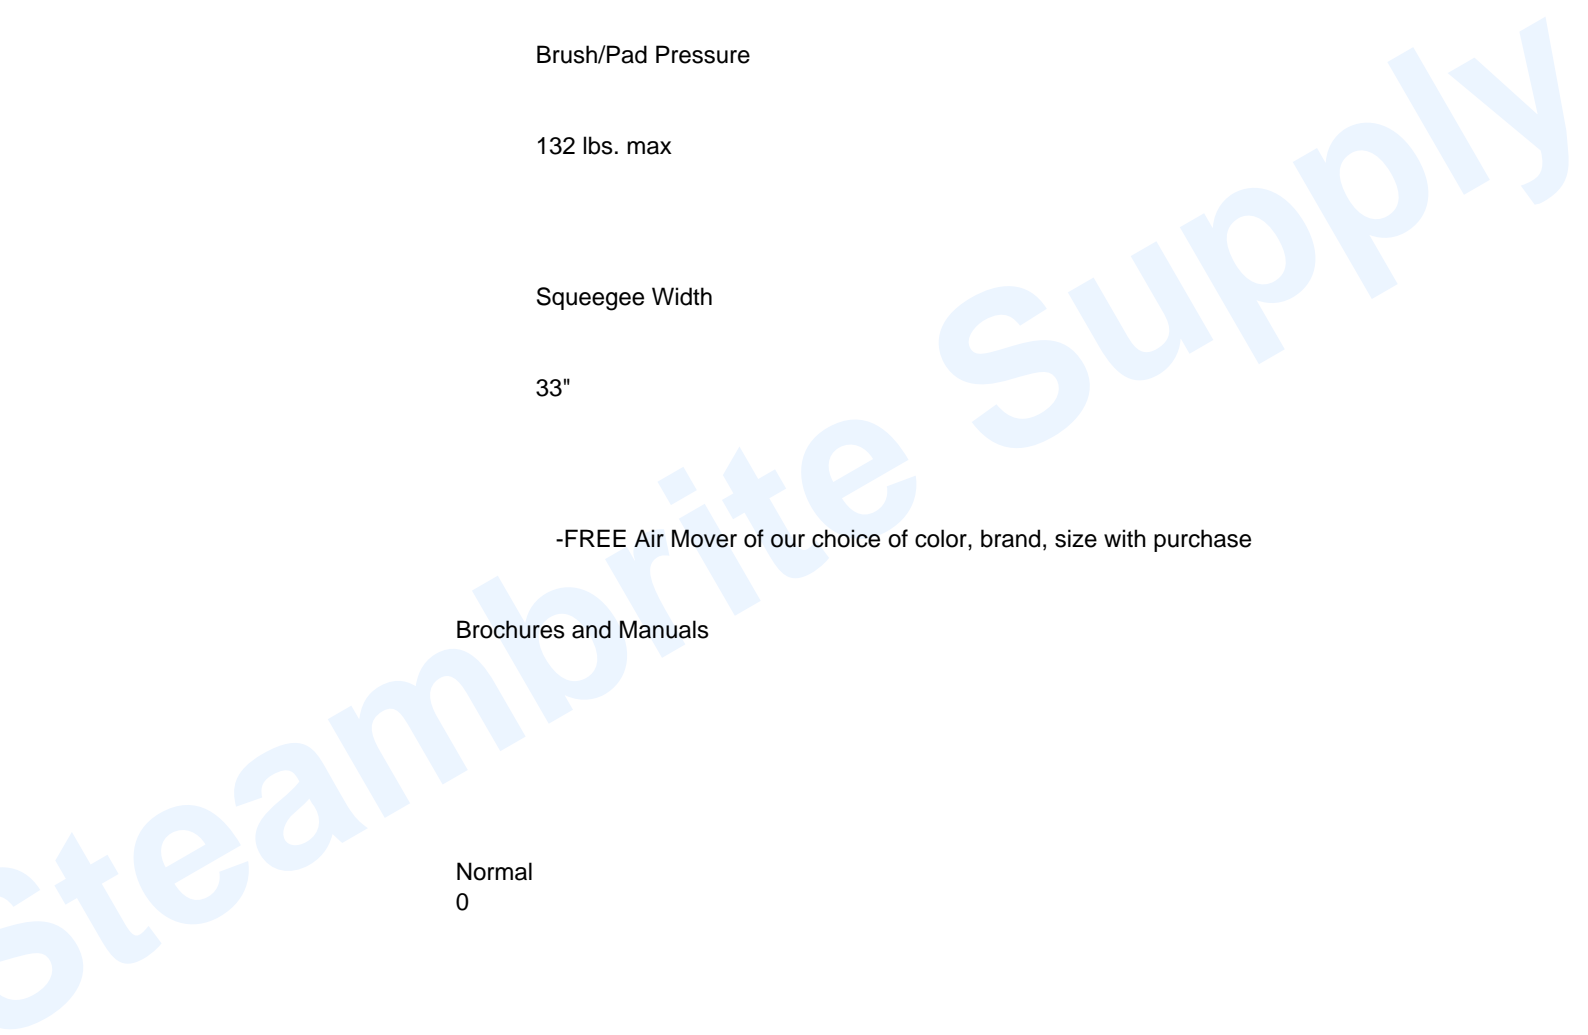 Brush/Pad Pressure
132 lbs. max
Squeegee Width
33"
-FREE Air Mover of our choice of color, brand, size with purchase
Brochures and Manuals
Normal
0
Steambrite Supply